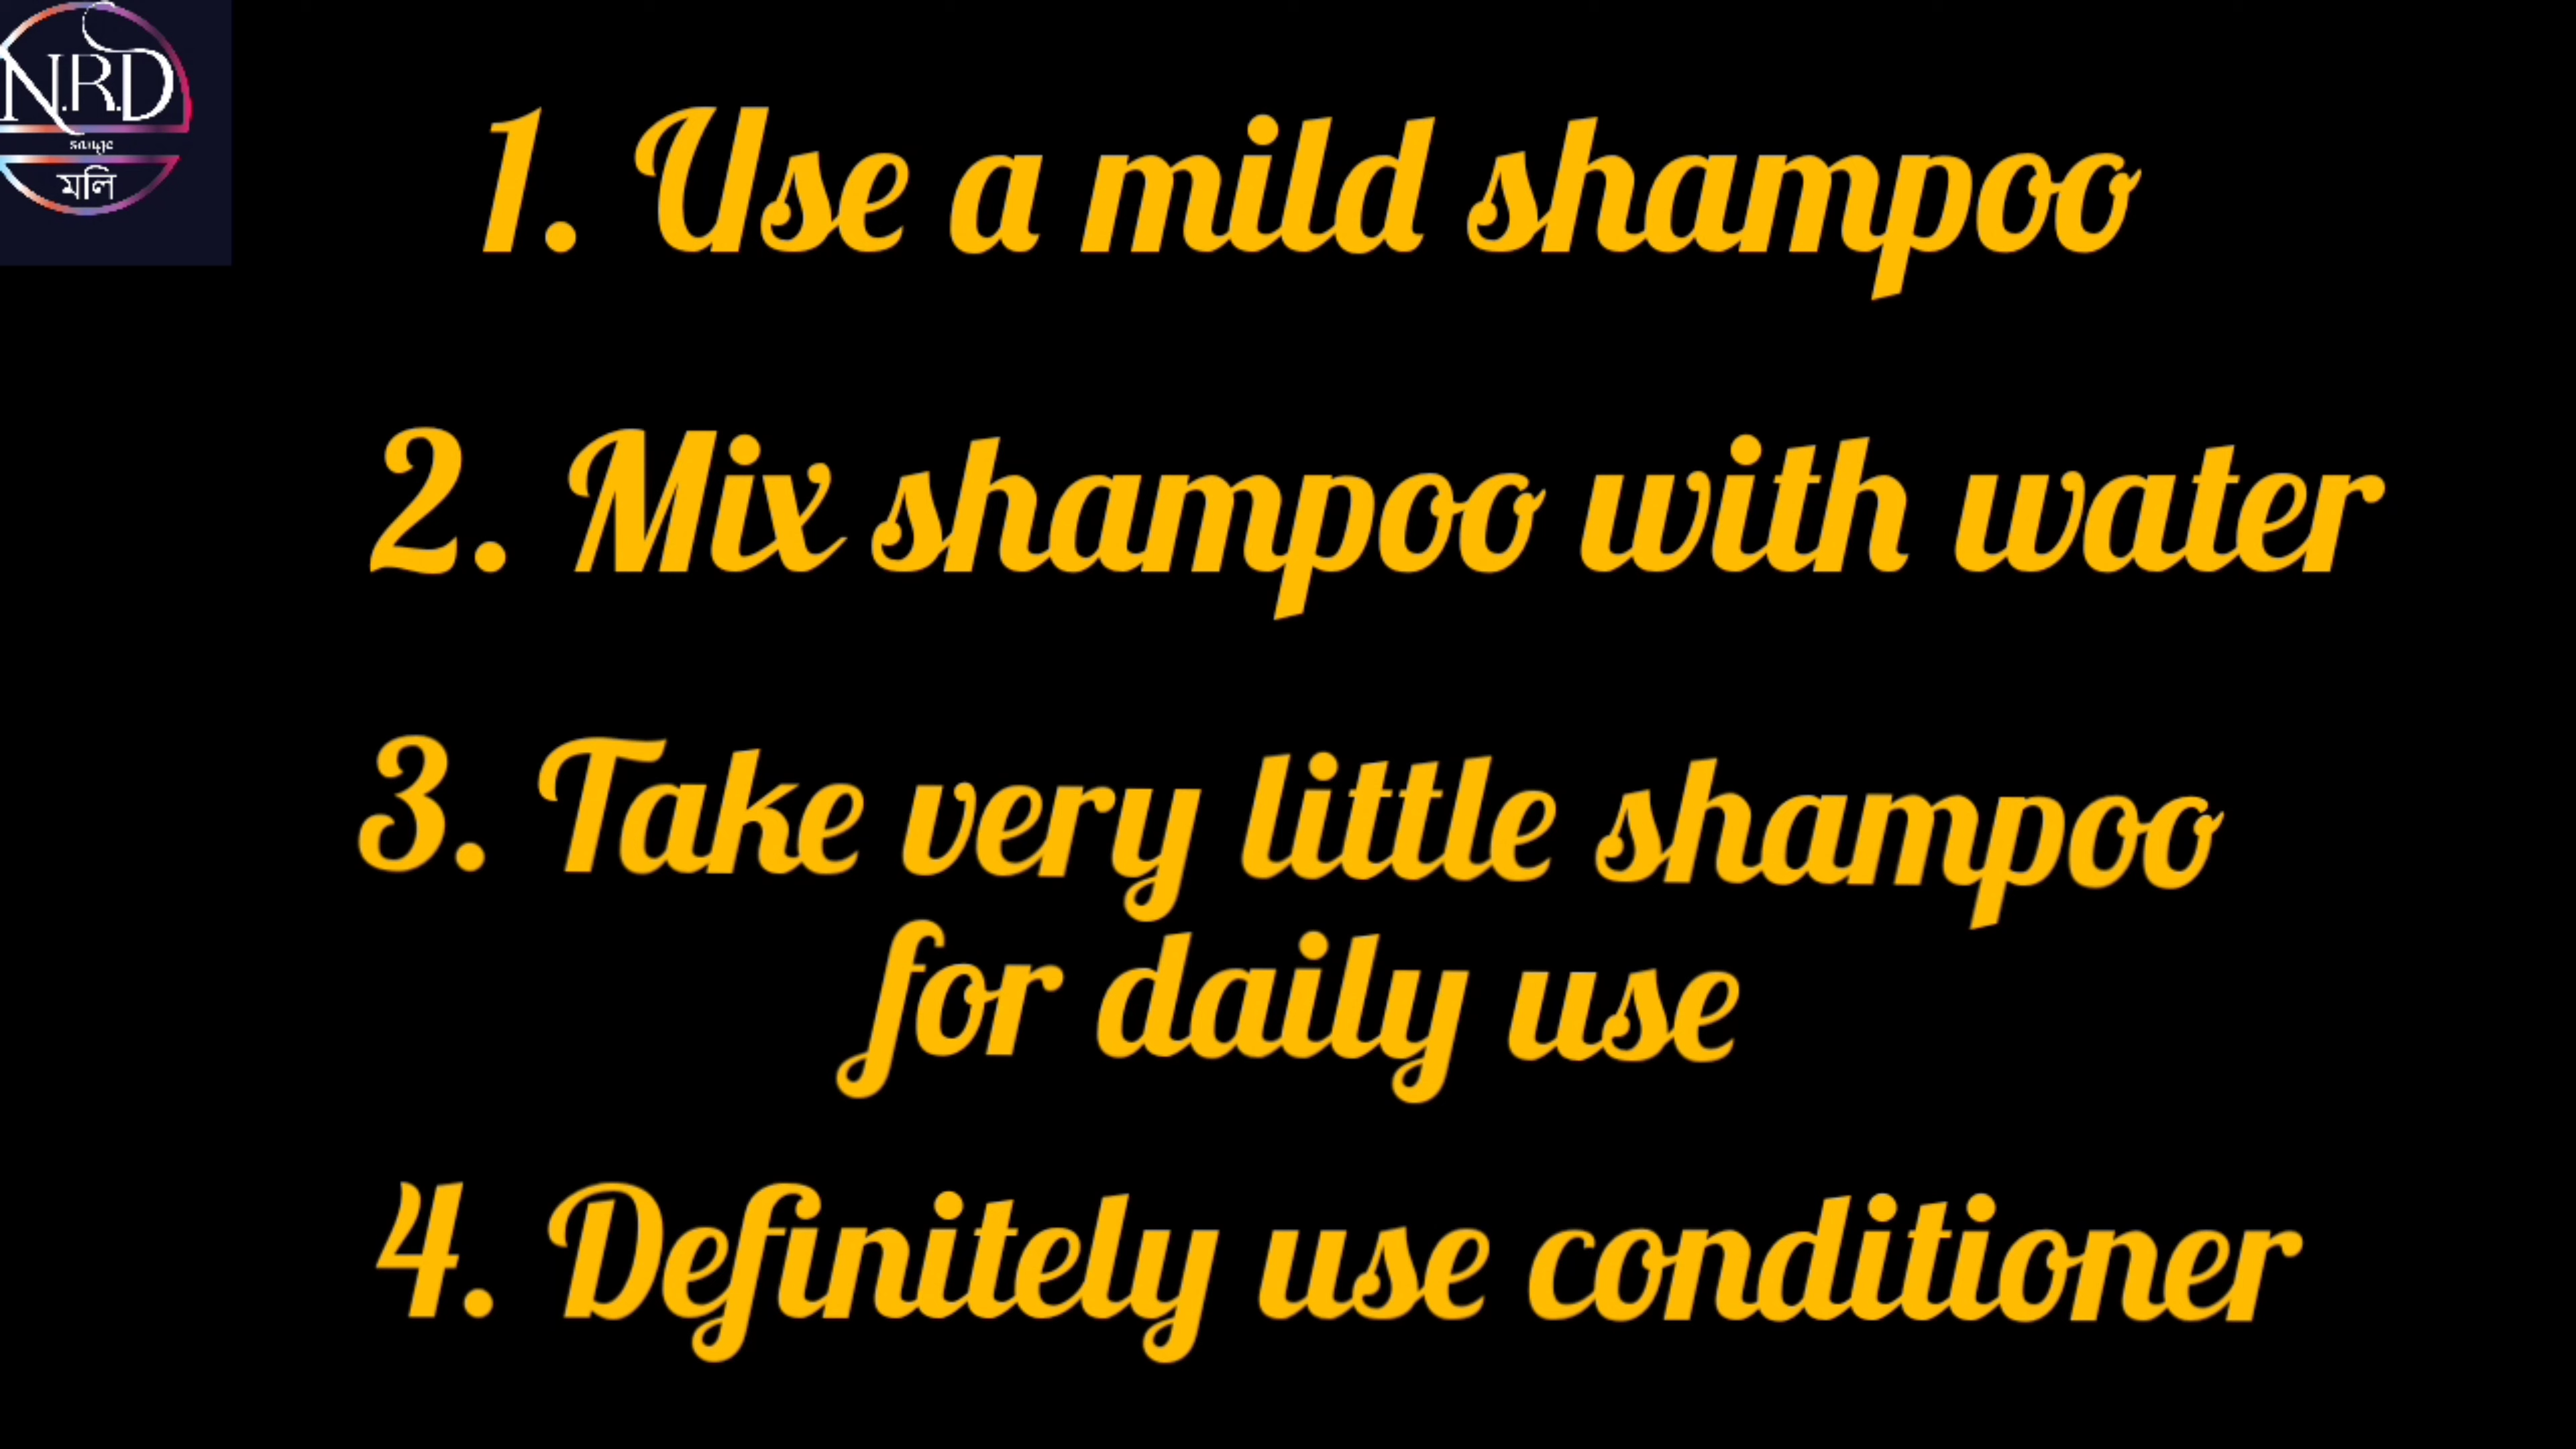 N.R.D
sange
মলি
1. Use a mild shampoo
2. Mix shampoo with water
3. Take very little shampoo
for daily use
4. Definitely use conditioner